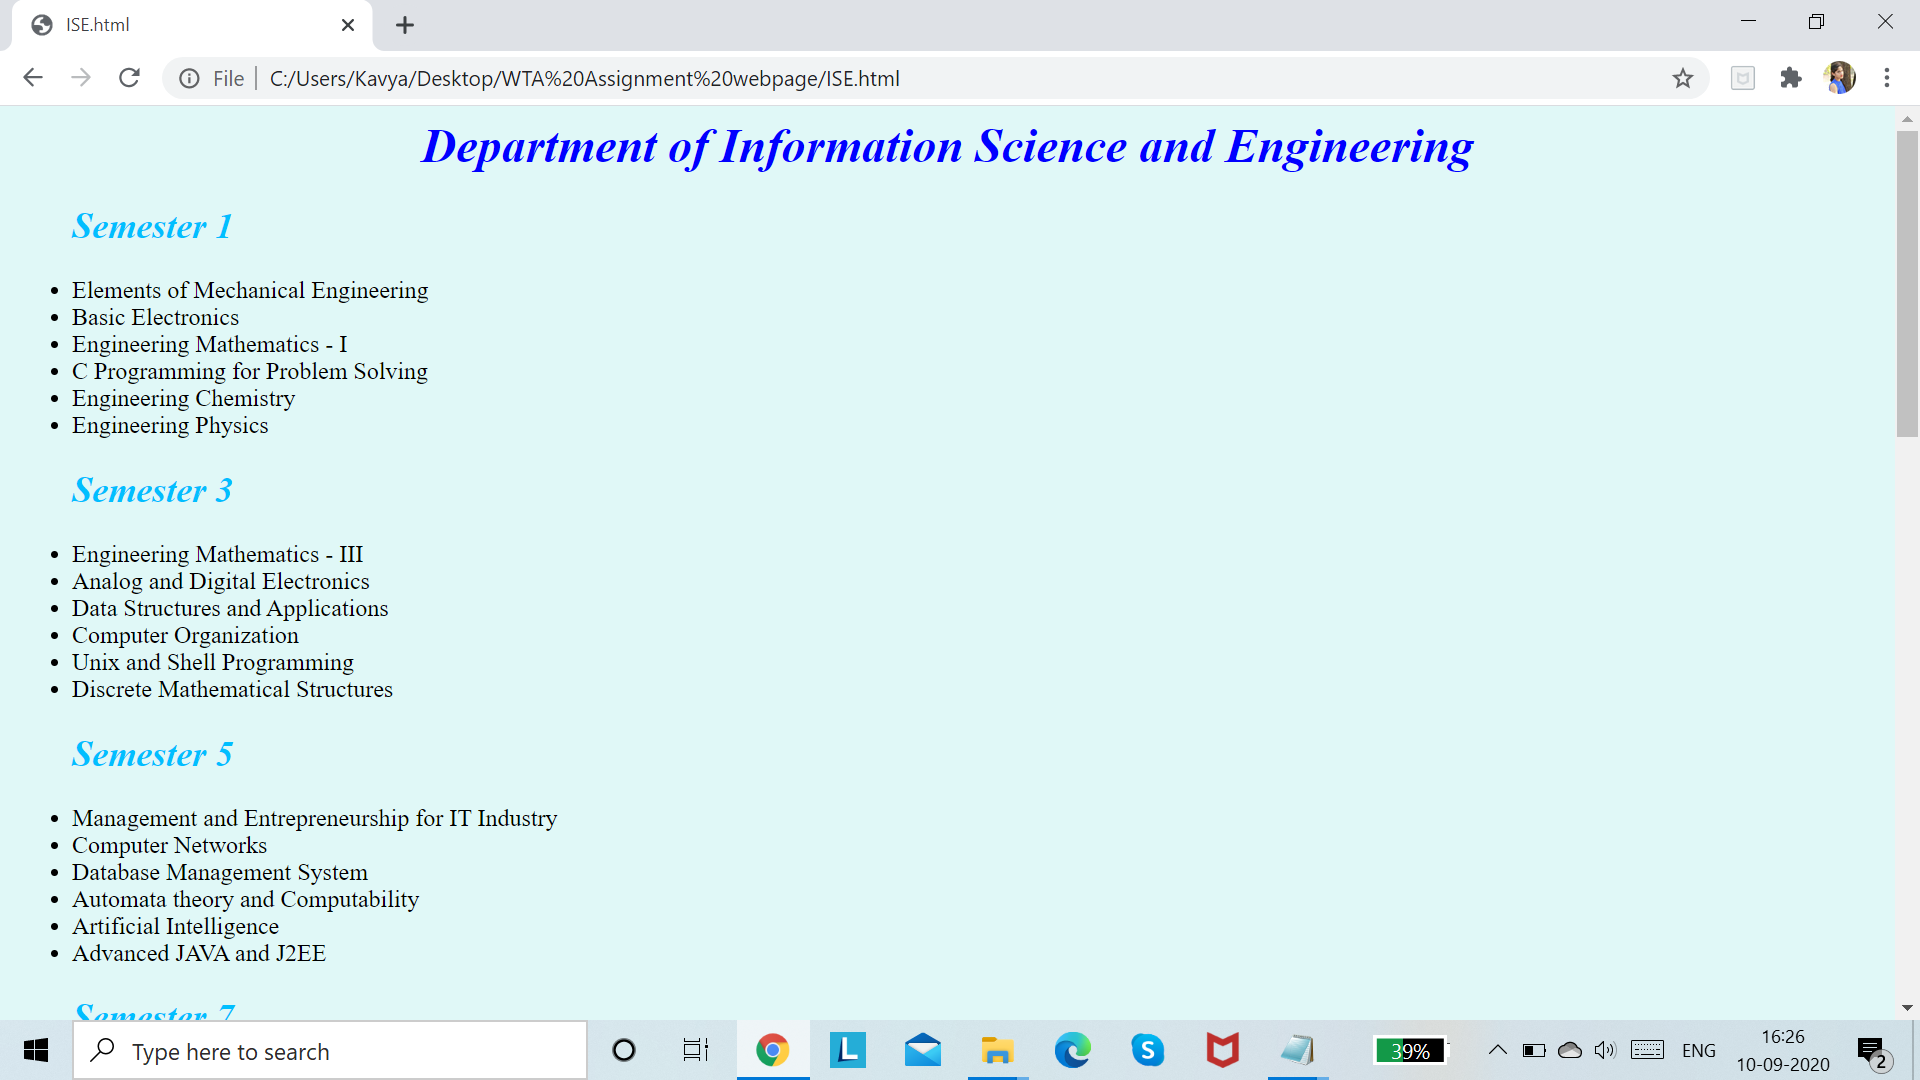 ISE.html
File
C:/Users/Kavya/Desktop/WTA%20Assignment%20webpage/ISE.html
Department of Information Science and Engineering
Semester 1
• Elements of Mechanical Engineering
• Basic Electronics
• Engineering Mathematics - I
• C Programming for Problem Solving
• Engineering Chemistry
• Engineering Physics
Semester 3
• Engineering Mathematics - III
• Analog and Digital Electronics
• Data Structures and Applications
• Computer Organization
• Unix and Shell Programming
• Discrete Mathematical Structures
Semester 5
• Management and Entrepreneurship for IT Industry
• Computer Networks
• Database Management System
• Automata theory and Computability
• Artificial Intelligence
• Advanced JAVA and J2EE
Semester 7
Type here to search
L
S
39%
ENG
16:26
10-09-2020
2